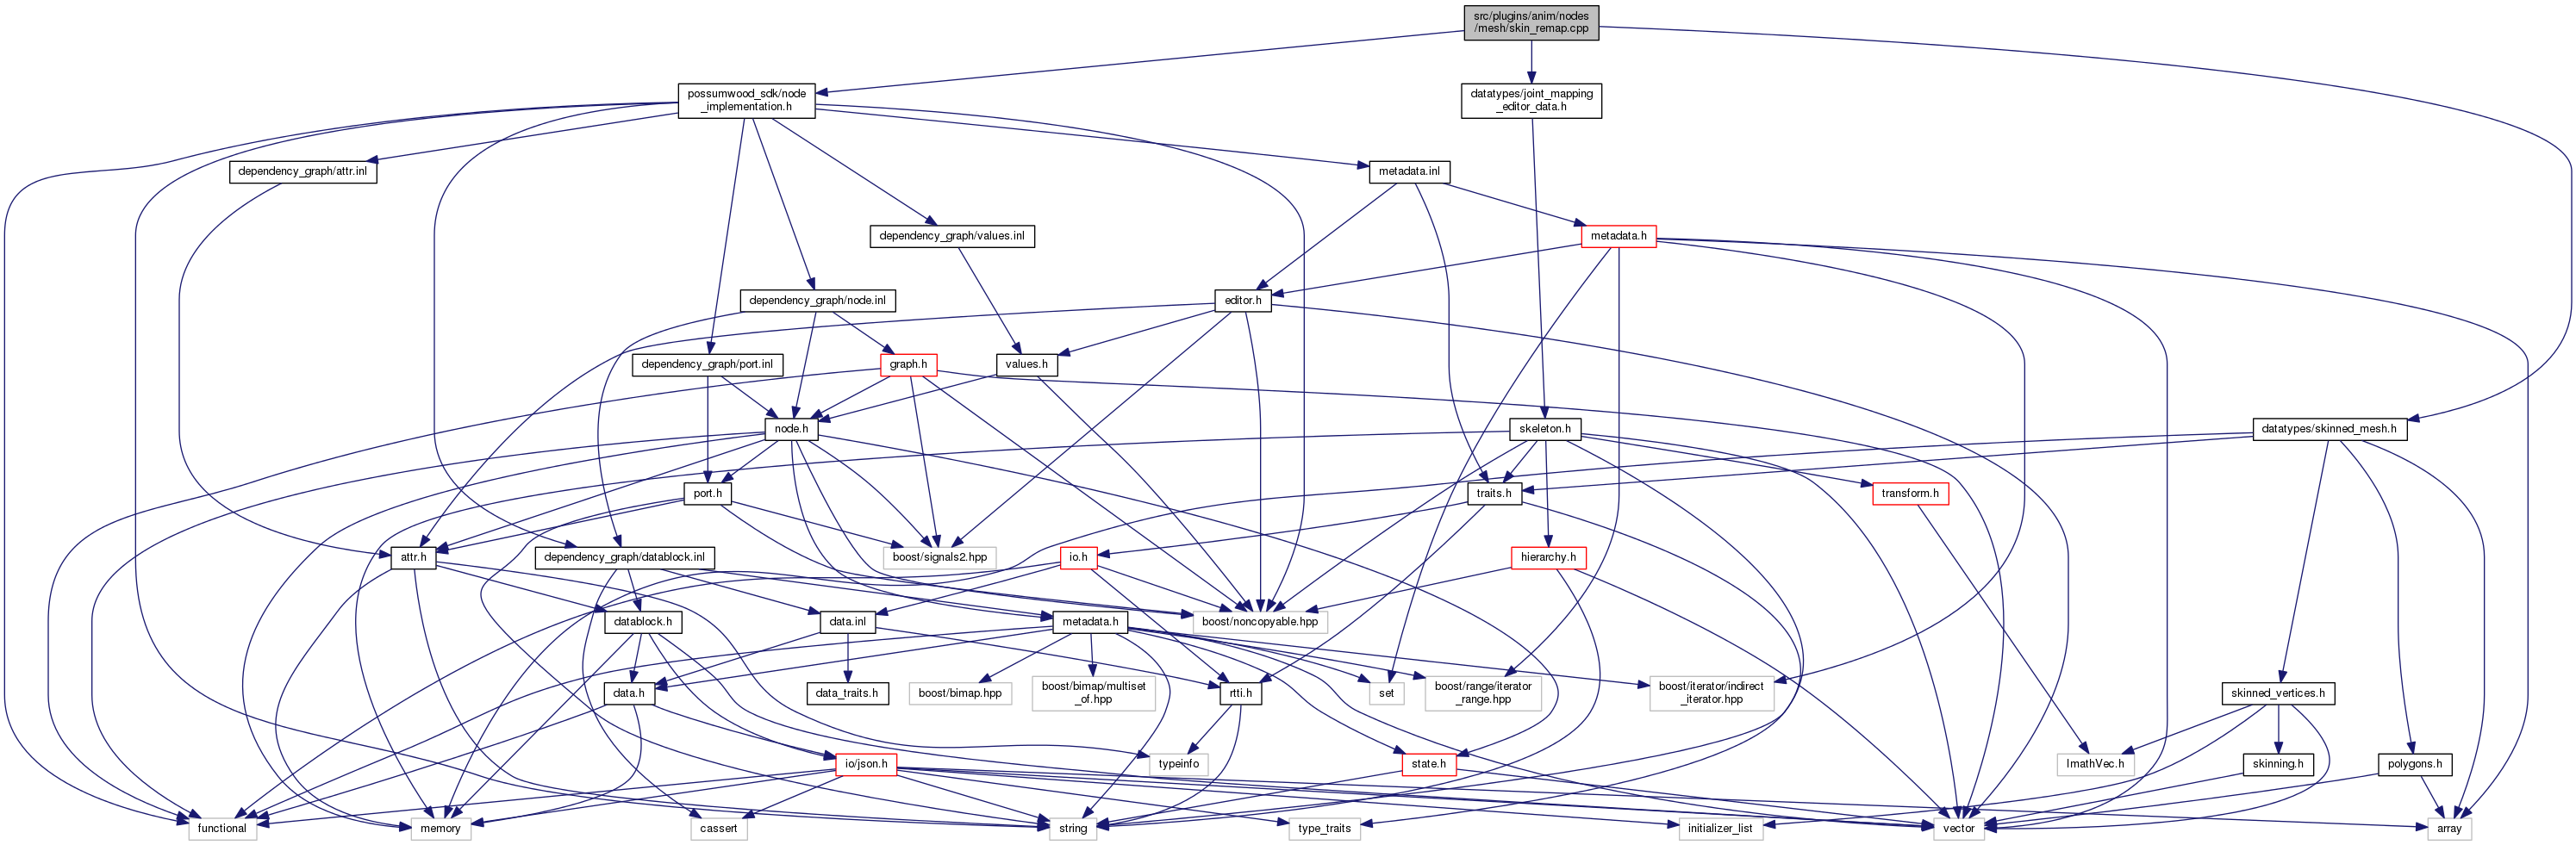 src/plugins/anim/nodes
/mesh/skin_remap.cpp
possumwood_sdk/node
_implementation.h
datatypes/joint_mapping
_editor_data.h
dependency_graph/attr.inl
metadata.inl
dependency_graph/values.inl
metadata.h
dependency_graph/node.inl
editor.h
dependency_graph/port.inl
graph.h
values.h
node.h
skeleton.h
datatypes/skinned_mesh.h
port.h
traits.h
transform.h
attr.h
dependency_graph/datablock.inl
boost/signals2.hpp
io.h
hierarchy.h
datablock.h
data.inl
metadata.h
boost/noncopyable.hpp
data.h
data_traits.h
boost/bimap.hpp
boost/bimap/multiset
_of.hpp
rtti.h
set
boost/range/iterator
_range.hpp
boost/iterator/indirect
_iterator.hpp
skinned_vertices.h
io/json.h
typeinfo
state.h
ImathVec.h
skinning.h
polygons.h
functional
memory
cassert
string
type_traits
initializer_list
vector
array